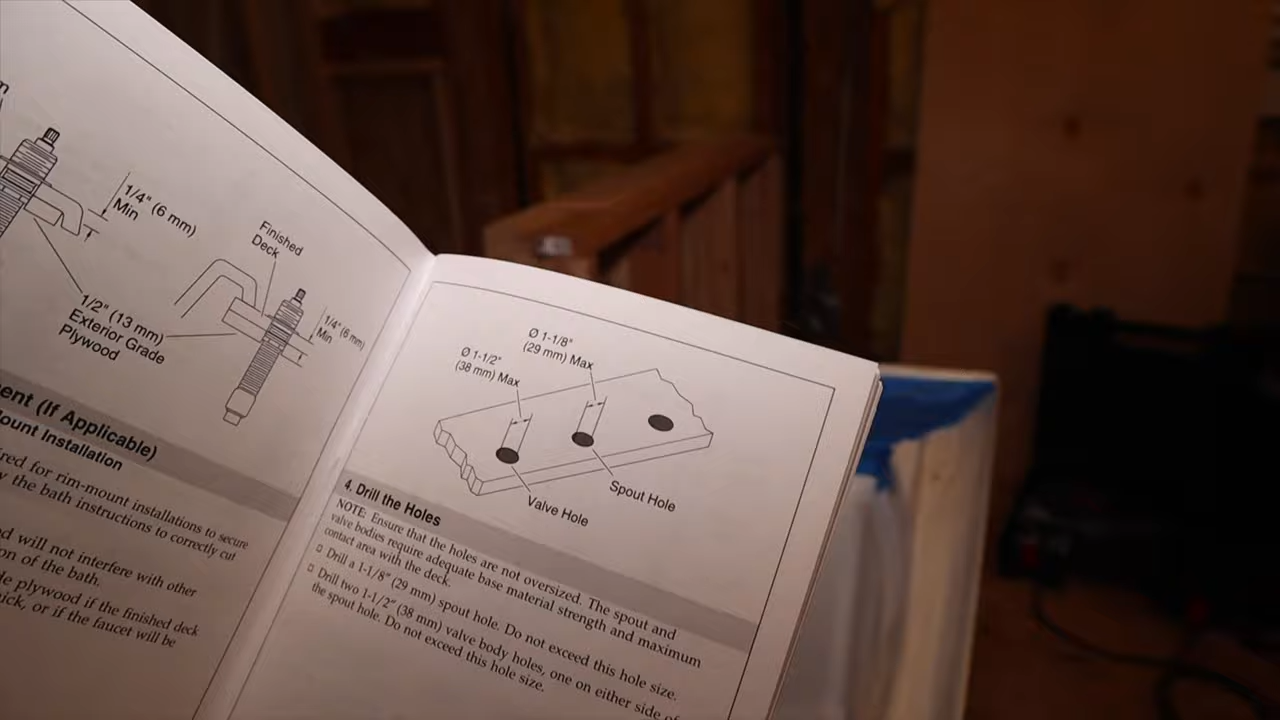 1/4" (6 mm)
Min
Finished
Deck
1/2" (13 mm)
Exterior Grade
Plywood
1/4" (6 mm)
Min
ent (If Applicable)
ount Installation
red for rim-mount installations to secure
y the bath instructions to correctly cut
d will not interfere with other
on of the bath.
de plywood if the finished deck
ick, or if the faucet will be
Ø 1-1/8"
(29 mm) Max
Ø 1-1/2"
(38 mm) Max
Spout Hole
Valve Hole
4. Drill the Holes
NOTE: Ensure that the holes are not oversized. The spout and
valve bodies require adequate base material strength and maximum
contact area with the deck.
□ Drill a 1-1/8" (29 mm) spout hole. Do not exceed this hole size.
□ Drill two 1-1/2" (38 mm) valve body holes, one on either side of
the spout hole. Do not exceed this hole size.